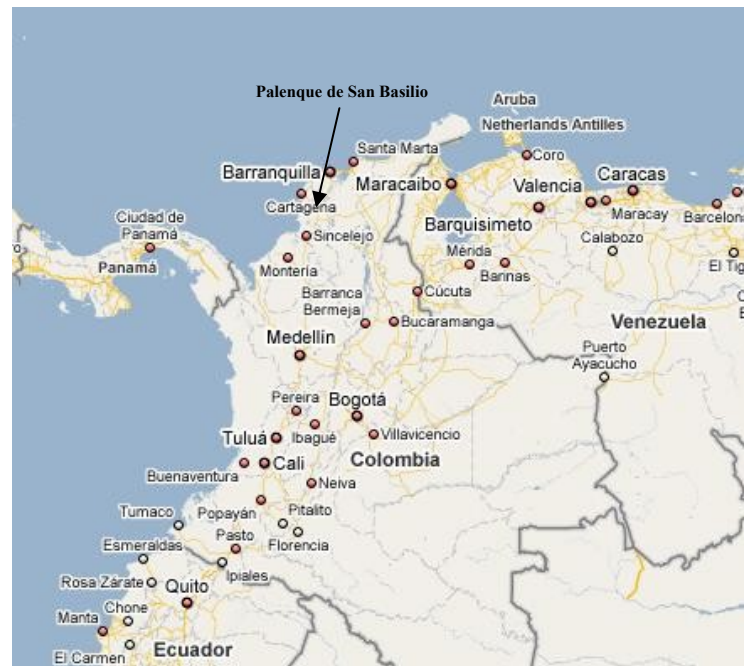 Palenque de San Basilio
Aruba
Netherlands Antilles
Santa Marta
Coro
Barranquilla
Maracaibo
Valencia
Caracas
Cartagena
Maracay
Barcelona
Ciudad de
Panamá
Barquisimeto
Sincelejo
Calabozo
Panamá
Montería
Mérida
Barinas
El Tig
Barranca
Bermeja
Cúcuta
Bucaramanga
Venezuela
Medellín
Puerto
Ayacucho
Pereira
Bogotá
Tuluá
Ibagué
Villavicencio
Buenaventura
Cali
Colombia
Neiva
Tumaco
Popayán
Pitalito
Pasto
Florencia
Esmeraldas
Rosa Zárate
Ipiales
Quito
Chone
Manta
Ecuador
El Carmen